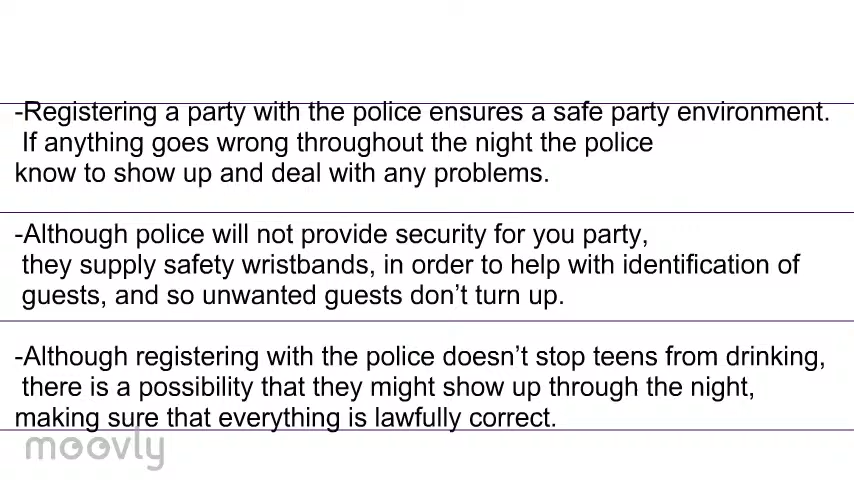 -Registering a party with the police ensures a safe party environment.
If anything goes wrong throughout the night the police
know to show up and deal with any problems.
-Although police will not provide security for you party,
they supply safety wristbands, in order to help with identification of
guests, and so unwanted guests don’t turn up.
-Although registering with the police doesn’t stop teens from drinking,
there is a possibility that they might show up through the night,
making sure that everything is lawfully correct.
moovly